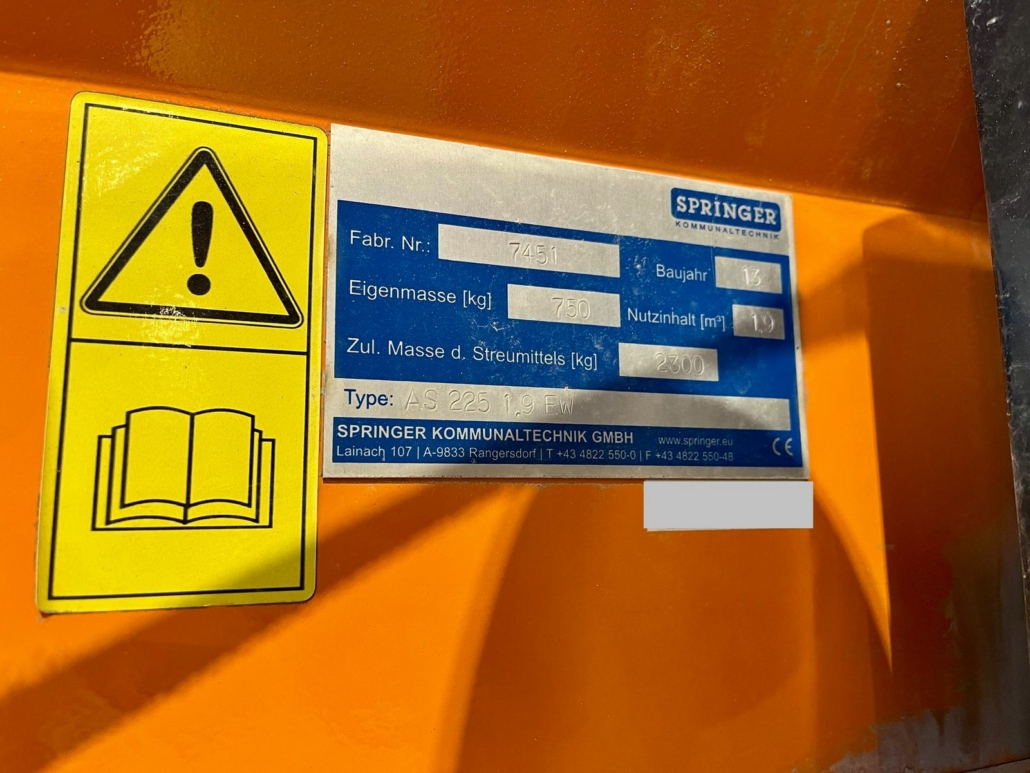 SPRINGER
KOMMUNALTECHNIK
Fabr. Nr.: 7451 Baujahr 13
Eigenmasse [kg] 750 Nutzinhalt [m³] 1,9
Zul. Masse d. Streumittels [kg] 2300
Type: AS 225 1,9 EW
SPRINGER KOMMUNALTECHNIK GMBH www.springer.eu
Lainach 107 | A-9833 Rangersdorf | T +43 4822 550-0 | F +43 4822 550-48 CE